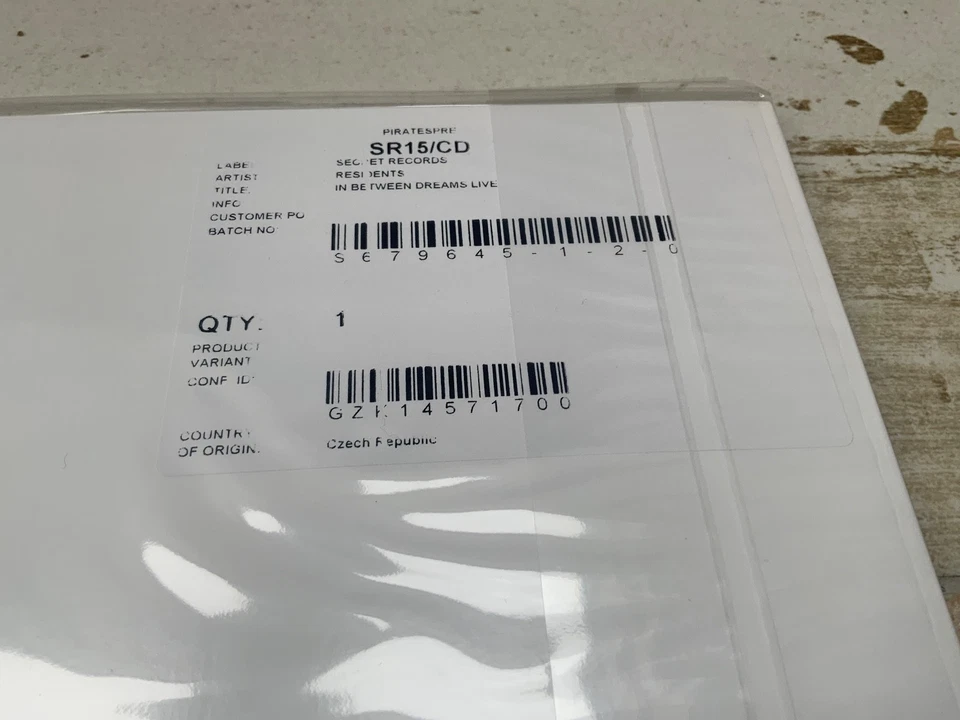 PIRATESPRE
SR15/CD
LABEL: SECRET RECORDS
ARTIST: RESIDENTS
TITLE: IN BETWEEN DREAMS LIVE
INFO
CUSTOMER PO
BATCH NO:
S679645-1-2-0
QTY: 1
PRODUCT
VARIANT
CONF ID:
GZK14571700
COUNTRY
OF ORIGIN: Czech Republic